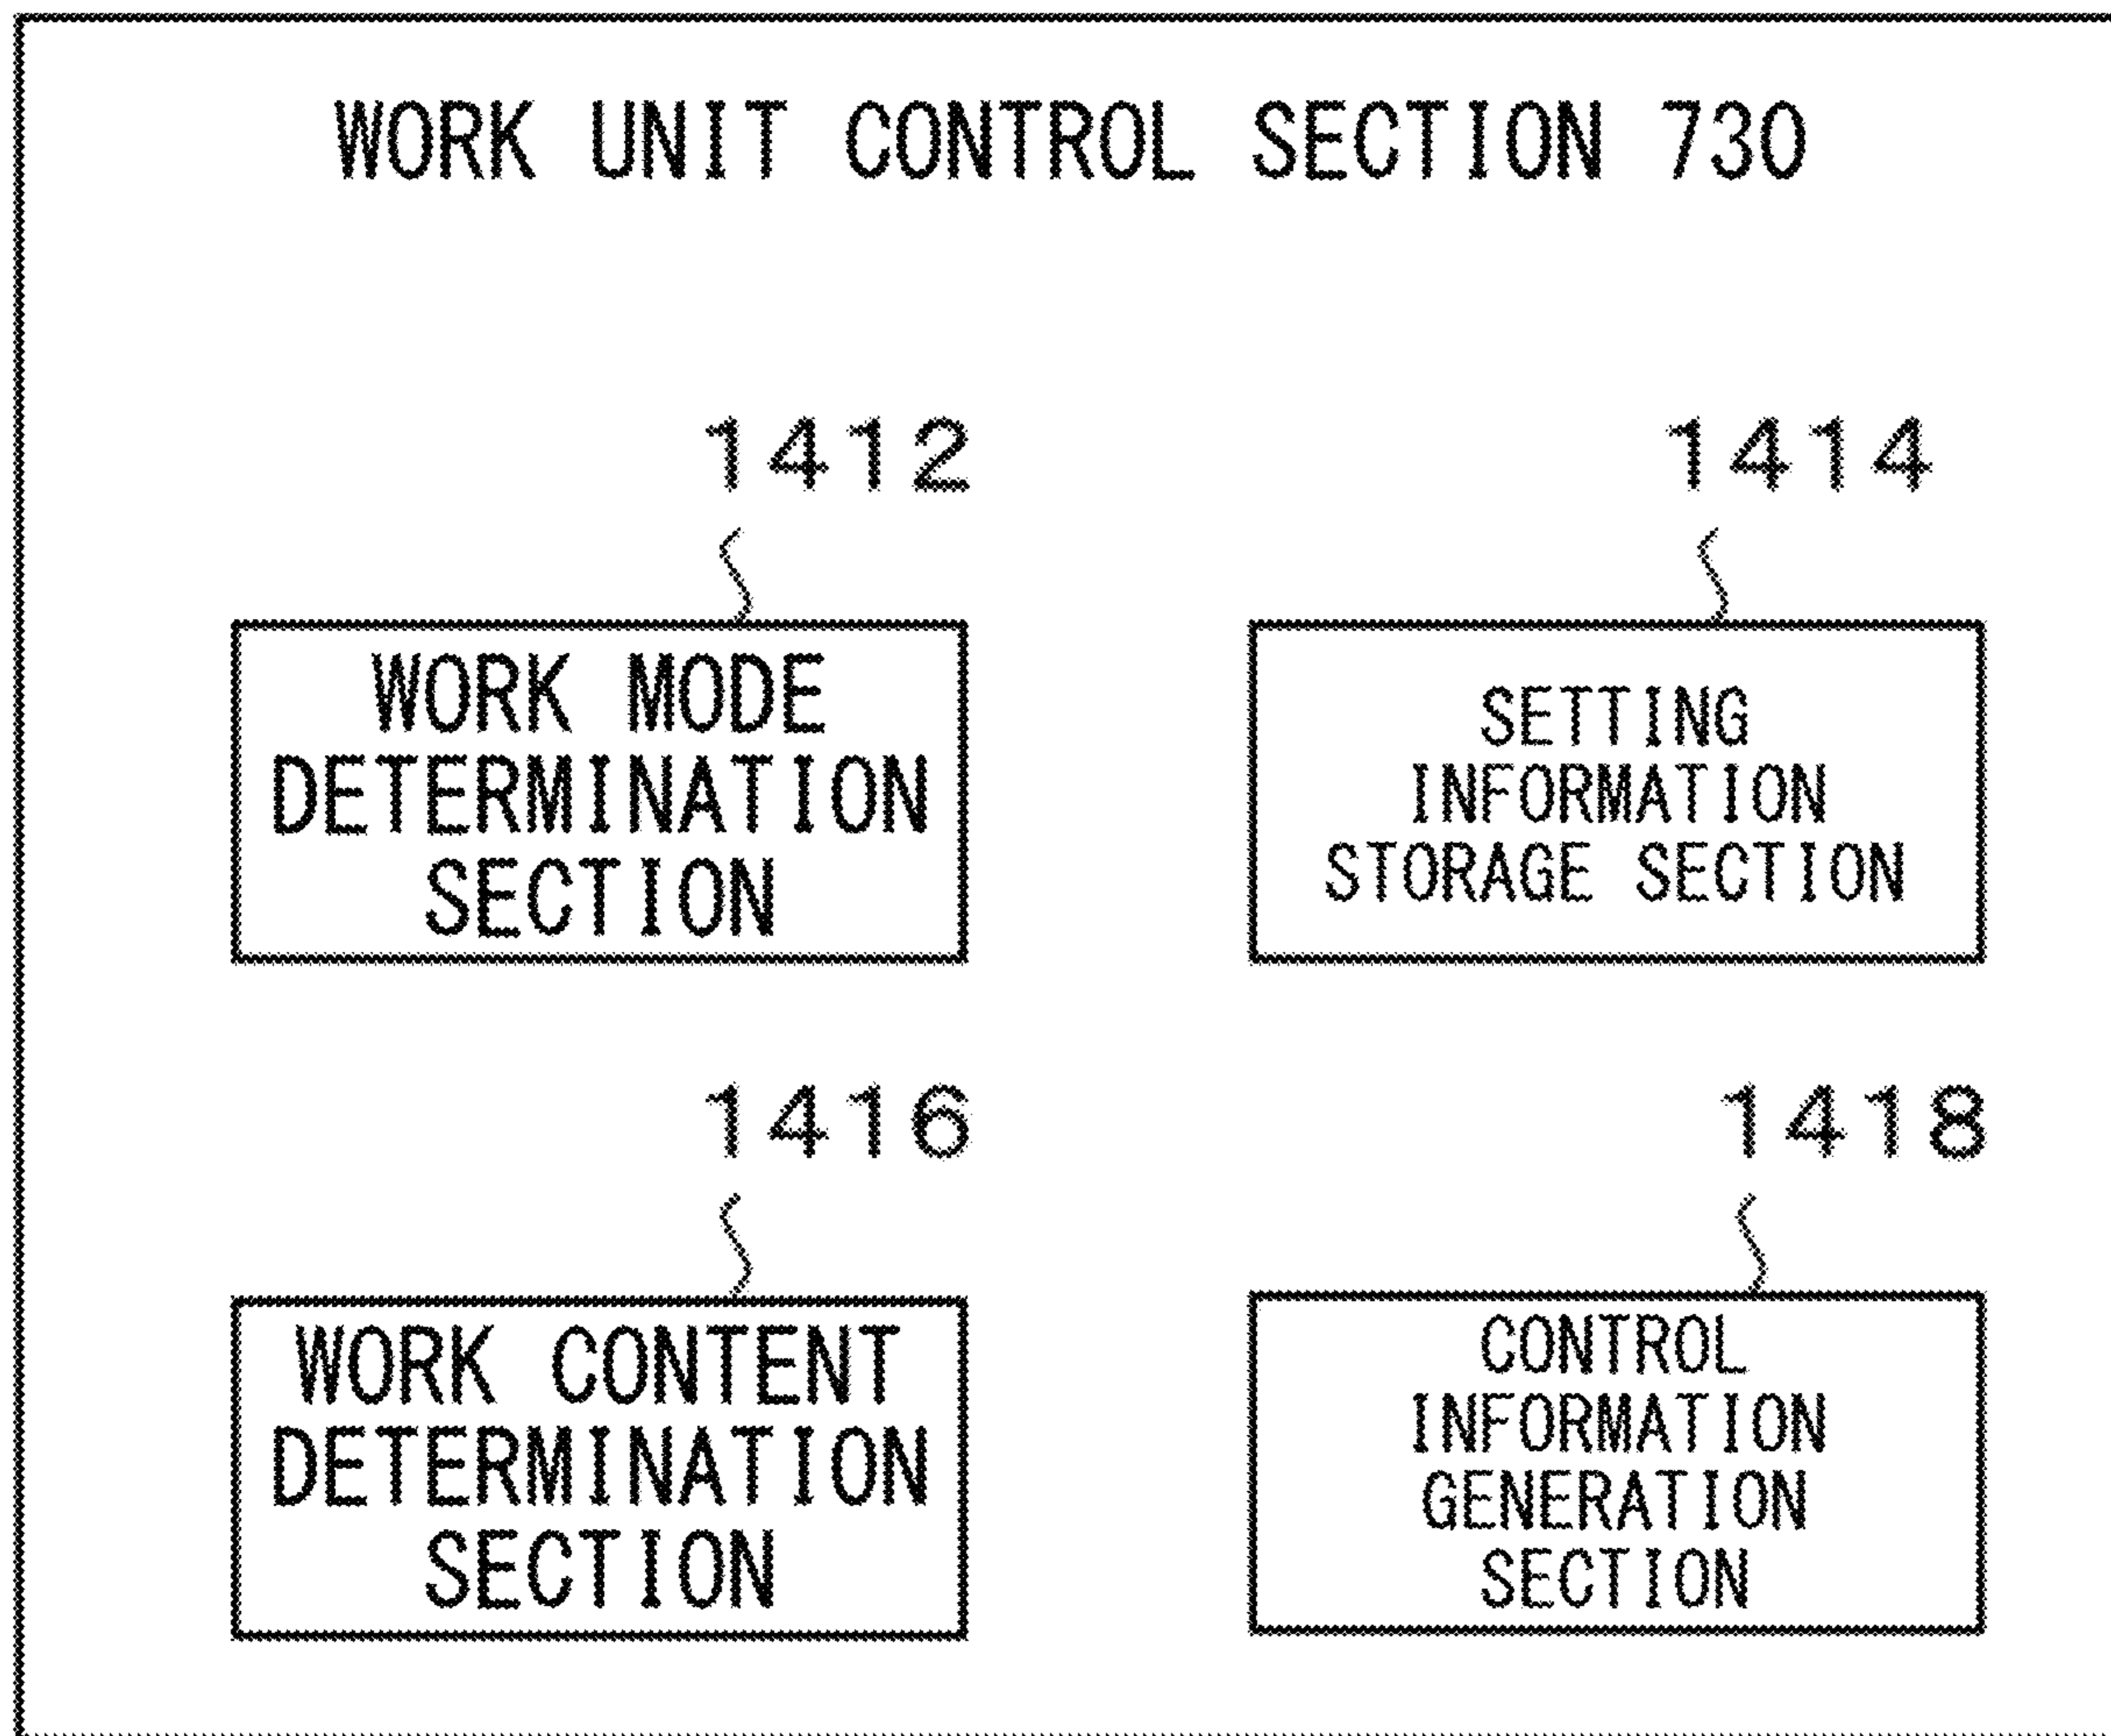 WORK UNIT CONTROL SECTION 730
1412
WORK MODE
DETERMINATION
SECTION
1414
SETTING
INFORMATION
STORAGE SECTION
1416
WORK CONTENT
DETERMINATION
SECTION
1418
CONTROL
INFORMATION
GENERATION
SECTION